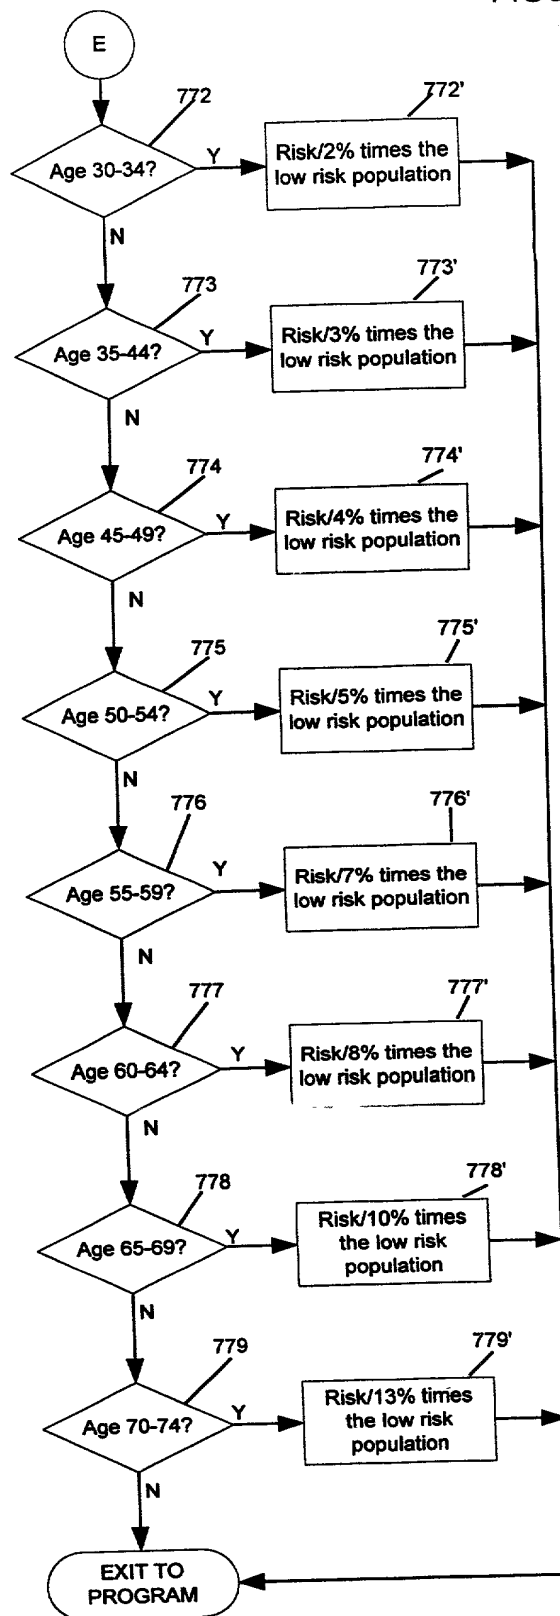 E
772
772'
Age 30-34?
Y
Risk/2% times the
low risk population
N
773
773'
Age 35-44?
Y
Risk/3% times the
low risk population
N
774
774'
Age 45-49?
Y
Risk/4% times the
low risk population
N
775
775'
Age 50-54?
Y
Risk/5% times the
low risk population
N
776
776'
Age 55-59?
Y
Risk/7% times the
low risk population
N
777
777'
Age 60-64?
Y
Risk/8% times the
low risk population
N
778
778'
Age 65-69?
Y
Risk/10% times
the low risk
population
N
779
779'
Age 70-74?
Y
Risk/13% times
the low risk
population
N
EXIT TO
PROGRAM